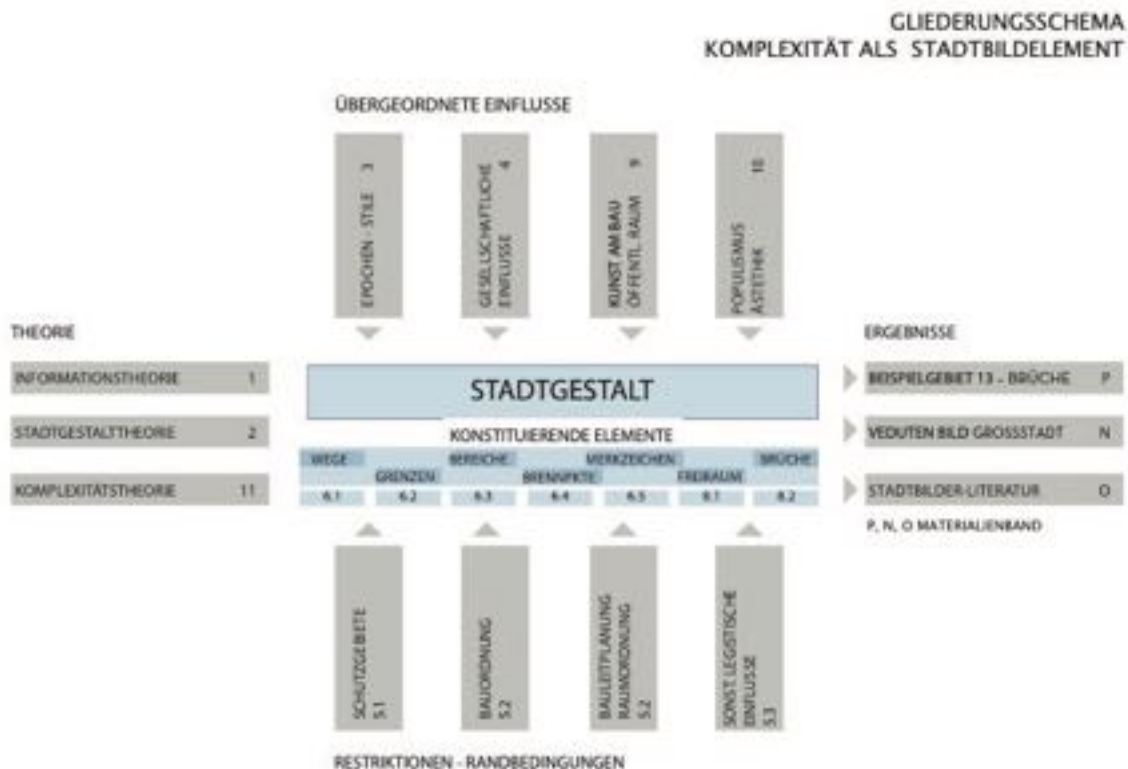 GLIEDERUNGSSCHEMA
KOMPLEXITÄT ALS STADTBILDELEMENT
ÜBERGEORDNETE EINFLUSSE
EPOCHEN - STILE 3
GESELLSCHAFTLICHE 4
EINFLUSSE
KUNST AM BAU 9
ÖFFENTL. RAUM
POPULISMUS 10
ÄSTETHIK
THEORIE
INFORMATIONSTHEORIE 1
STADTGESTALTTHEORIE 2
KOMPLEXITÄTSTHEORIE 11
STADTGESTALT
KONSTITUIERENDE ELEMENTE
WEGE BEREICHE MERKZEICHEN BRÜCHE
GRENZEN BRENNPKTE FREIRAUM
6.1 6.2 6.3 6.4 6.5 8.1 8.2
ERGEBNISSE
BEISPIELGEBIET 13 - BRÜCHE P
VEDUTEN BILD GROSSSTADT N
STADTBILDER-LITERATUR O
P, N, O MATERIALIENBAND
SCHUTZGEBIETE
5.1
BAUORDNUNG
5.2
BAULEITPLANUNG
RAUMORDNUNG
5.2
SONST. LEGISTISCHE
EINFLUSSE
5.3
RESTRIKTIONEN - RANDBEDINGUNGEN